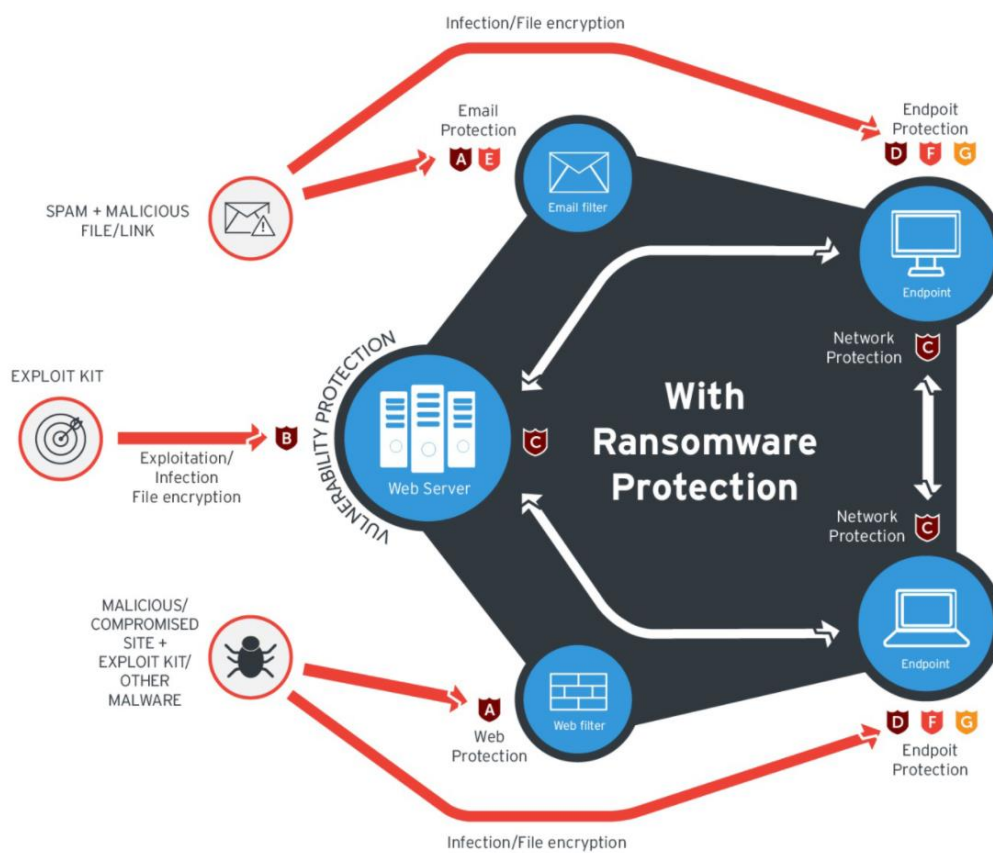 Infection/File encryption
Email
Protection
A E
Endpoit
Protection
D F G
Email filter
SPAM + MALICIOUS
FILE/LINK
Endpoint
Network
Protection
C
VULNERABILITY PROTECTION
EXPLOIT KIT
B
Exploitation/
Infection
File encryption
Web Server
C
With
Ransomware
Protection
Network
Protection
C
MALICIOUS/
COMPROMISED
SITE +
EXPLOIT KIT/
OTHER
MALWARE
Endpoint
A
Web
Protection
Web filter
D F G
Endpoit
Protection
Infection/File encryption